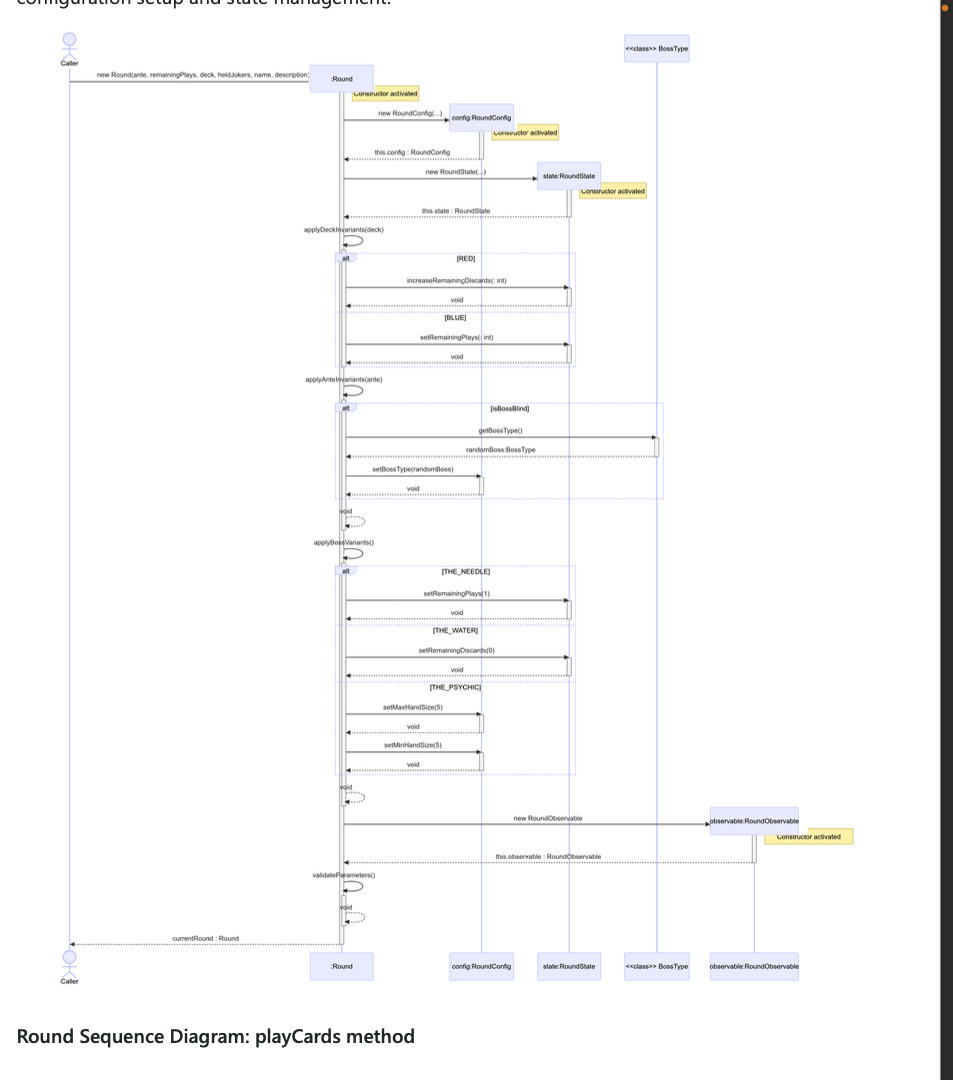 configuration setup and state management.
<<class>> BossType
Caller
new Round(ante, remainingPlays, deck, heldJokers, name, description)
:Round
Constructor activated
new RoundConfig(...)
config:RoundConfig
Constructor activated
this.config : RoundConfig
new RoundState(...)
state:RoundState
Constructor activated
this.state : RoundState
applyDeckInvariants(deck)
alt
[RED]
increaseRemainingDiscards(: int)
void
[BLUE]
setRemainingPlays(: int)
void
applyAnteInvariants(ante)
alt
[isBossBlind]
getBossType()
randomBoss:BossType
setBossType(randomBoss)
void
void
applyBossVariants()
alt
[THE_NEEDLE]
setRemainingPlays(1)
void
[THE_WATER]
setRemainingDiscards(0)
void
[THE_PSYCHIC]
setMaxHandSize(5)
void
setMinHandSize(5)
void
void
new RoundObservable
observable:RoundObservable
Constructor activated
this.observable : RoundObservable
validateParameters()
void
currentRound : Round
Caller
:Round
config:RoundConfig
state:RoundState
<<class>> BossType
observable:RoundObservable
Round Sequence Diagram: playCards method